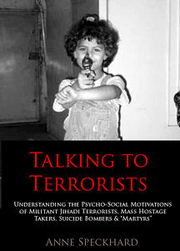 Talking to
Terrorists
Understanding the Psycho-Social Motivations
of Militant Jihadi Terrorists, Mass Hostage
Takers, Suicide Bombers & "Martyrs"
Anne Speckhard